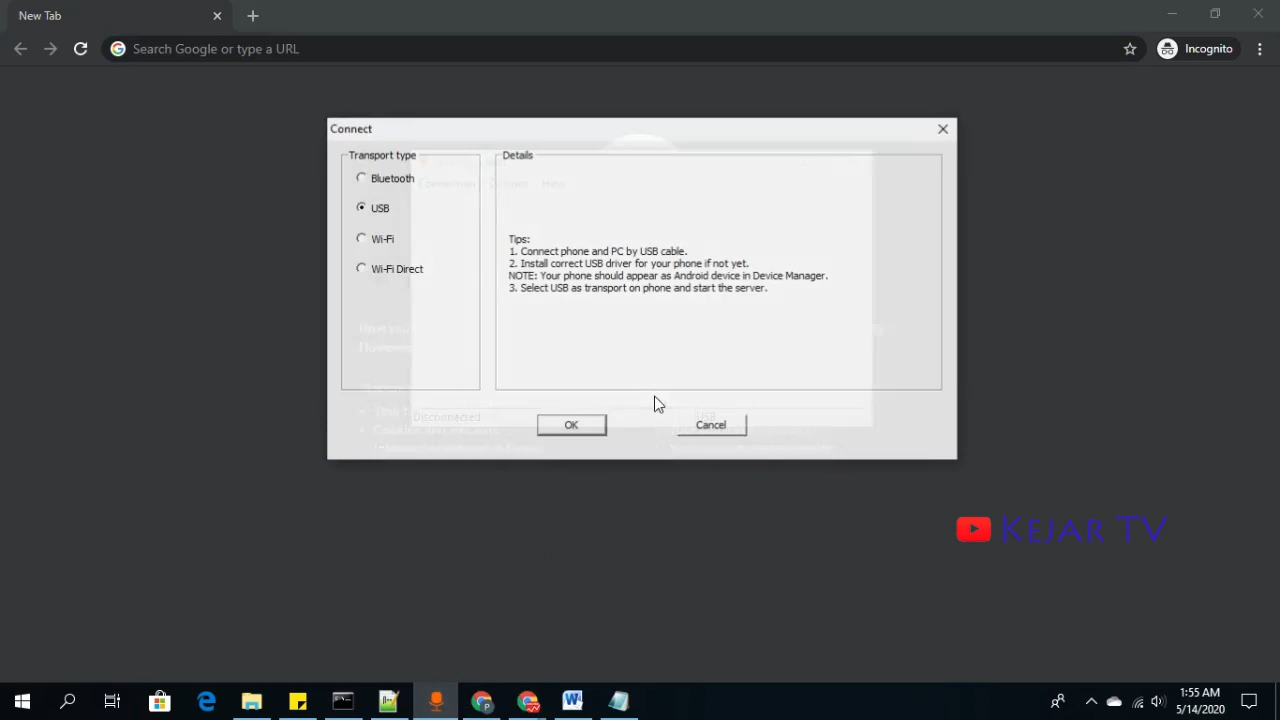 New Tab
Search Google or type a URL
Incognito
Connect
Transport type
Bluetooth
USB
Wi-Fi
Wi-Fi Direct
Details
Tips:
1. Connect phone and PC by USB cable.
2. Install correct USB driver for your phone if not yet.
NOTE: Your phone should appear as Android device in Device Manager.
3. Select USB as transport on phone and start the server.
Disconnected
USB
OK
Cancel
KEJAR TV
1:55 AM
5/14/2020